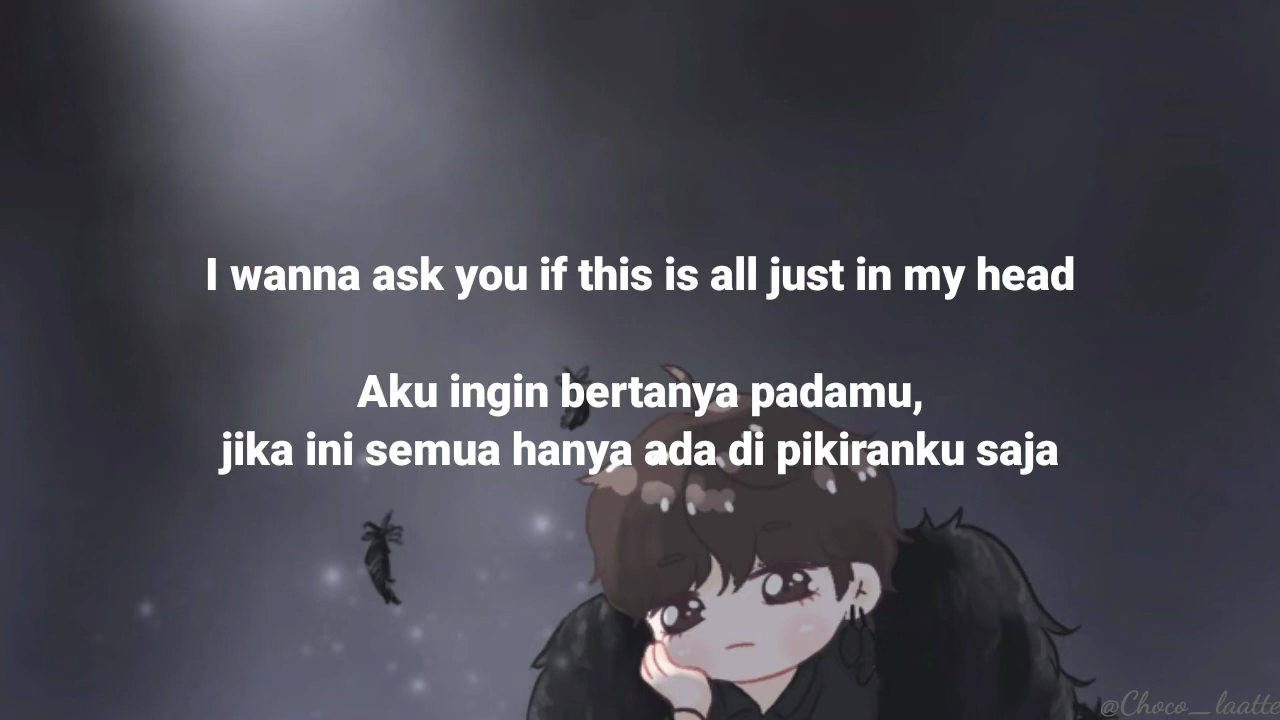 I wanna ask you if this is all just in my head
Aku ingin bertanya padamu,
jika ini semua hanya ada di pikiranku saja
@Choco_laatte